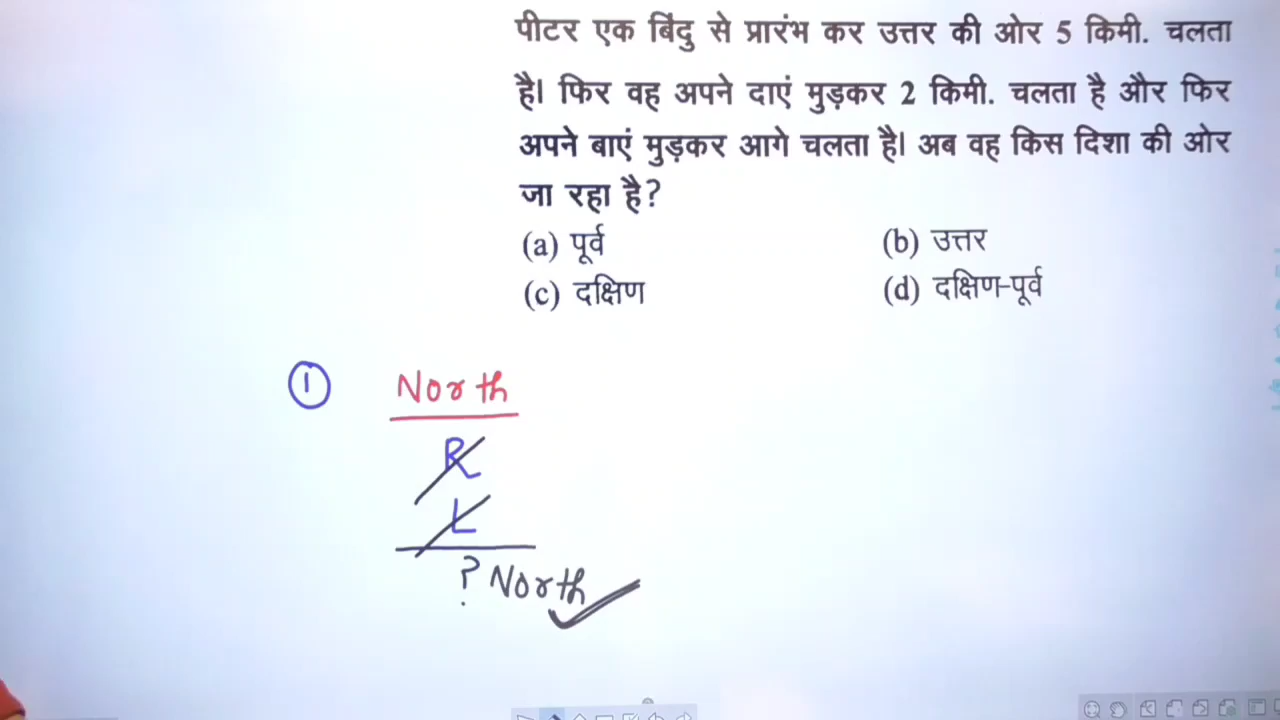 पीटर एक बिंदु से प्रारंभ कर उत्तर की ओर 5 किमी. चलता
है। फिर वह अपने दाएं मुड़कर 2 किमी. चलता है और फिर
अपने बाएं मुड़कर आगे चलता है। अब वह किस दिशा की ओर
जा रहा है?
(a) पूर्व (b) उत्तर
(c) दक्षिण (d) दक्षिण-पूर्व
1 North
R
L
? North